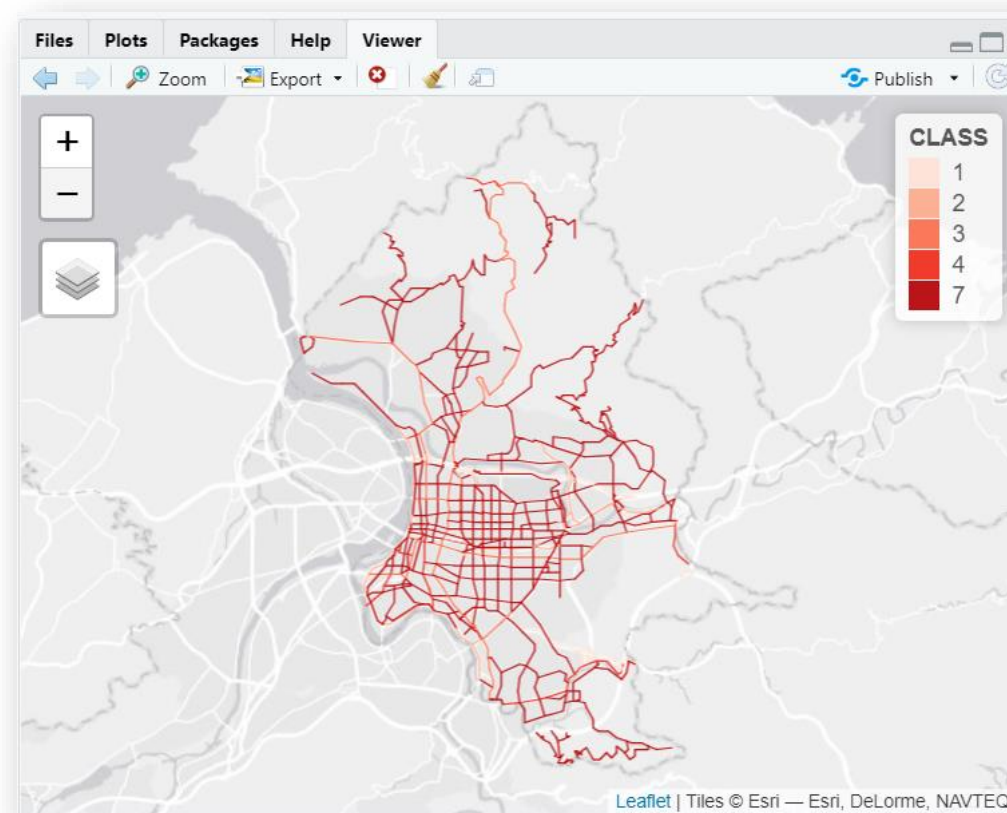 Files Plots Packages Help Viewer
Zoom Export Publish
+
−
CLASS
1
2
3
4
7
Leaflet | Tiles © Esri — Esri, DeLorme, NAVTEQ